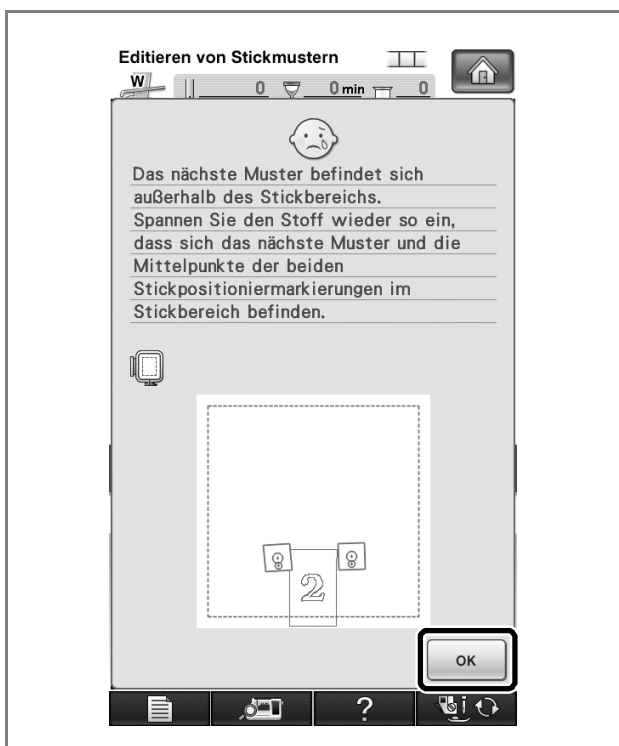 Editieren von Stickmustern
W
0 0 min 0
Das nächste Muster befindet sich
außerhalb des Stickbereichs.
Spannen Sie den Stoff wieder so ein,
dass sich das nächste Muster und die
Mittelpunkte der beiden
Stickpositioniermarkierungen im
Stickbereich befinden.
2
OK
?